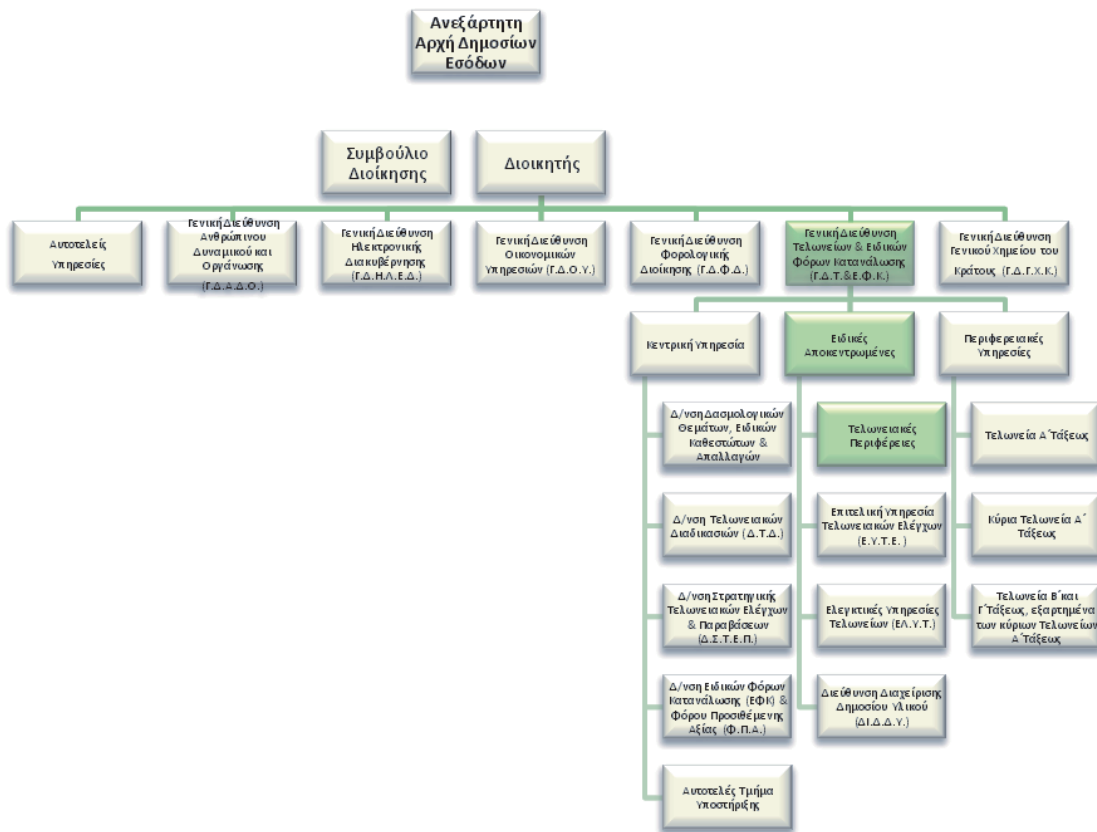 Ανεξάρτητη
Αρχή Δημοσίων
Εσόδων
Συμβούλιο
Διοίκησης
Διοικητής
Αυτοτελείς
Υπηρεσίες
Γενική Διεύθυνση
Ανθρώπινου
Δυναμικού και
Οργάνωσης
(Γ.Δ.Α.Δ.Ο.)
Γενική Διεύθυνση
Ηλεκτρονικής
Διακυβέρνησης
(Γ.Δ.Η.Λ.Ε.Δ.)
Γενική Διεύθυνση
Οικονομικών
Υπηρεσιών (Γ.Δ.Ο.Υ.)
Γενική Διεύθυνση
Φορολογικής
Διοίκησης (Γ.Δ.Φ.Δ.)
Γενική Διεύθυνση
Τελωνείων & Ειδικών
Φόρων Κατανάλωσης
(Γ.Δ.Τ.&Ε.Φ.Κ.)
Γενική Διεύθυνση
Γενικού Χημείου του
Κράτους (Γ.Δ.Γ.Χ.Κ.)
Κεντρική Υπηρεσία
Ειδικές
Αποκεντρωμένες
Περιφερειακές
Υπηρεσίες
Δ/νση Δασμολογικών
Θεμάτων, Ειδικών
Καθεστώτων &
Απαλλαγών
Δ/νση Τελωνειακών
Διαδικασιών (Δ.Τ.Δ.)
Δ/νση Στρατηγικής
Τελωνειακών Ελέγχων
& Παραβάσεων
(Δ.Σ.Τ.Ε.Π.)
Δ/νση Ειδικών Φόρων
Κατανάλωσης (ΕΦΚ) &
Φόρου Προσιθέμενης
Αξίας (Φ.Π.Α.)
Αυτοτελές Τμήμα
Υποστήριξης
Τελωνειακές
Περιφέρειες
Επιτελική Υπηρεσία
Τελωνειακών Ελέγχων
(Ε.Υ.Τ.Ε.)
Ελεγκτικές Υπηρεσίες
Τελωνείων (ΕΛ.Υ.Τ.)
Διεύθυνση Διαχείρισης
Δημοσίου Υλικού
(ΔΙ.Δ.Δ.Υ.)
Τελωνεία Α΄Τάξεως
Κύρια Τελωνεία Α΄
Τάξεως
Τελωνεία Β΄και
Γ΄Τάξεως, εξαρτημένα
των κύριων Τελωνείων
Α΄Τάξεως